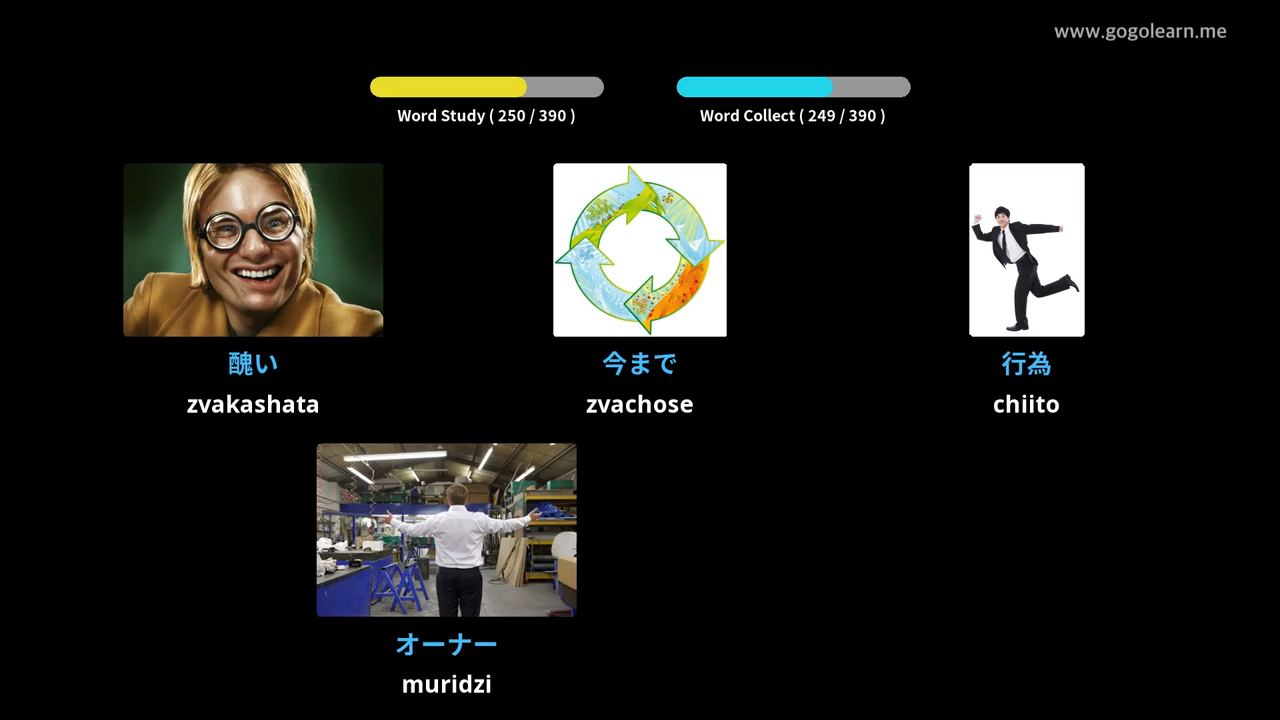 www.gogolearn.me
Word Study ( 250 / 390 )
Word Collect ( 249 / 390 )
醜い
今まで
行為
zvakashata
zvachose
chiito
オーナー
muridzi